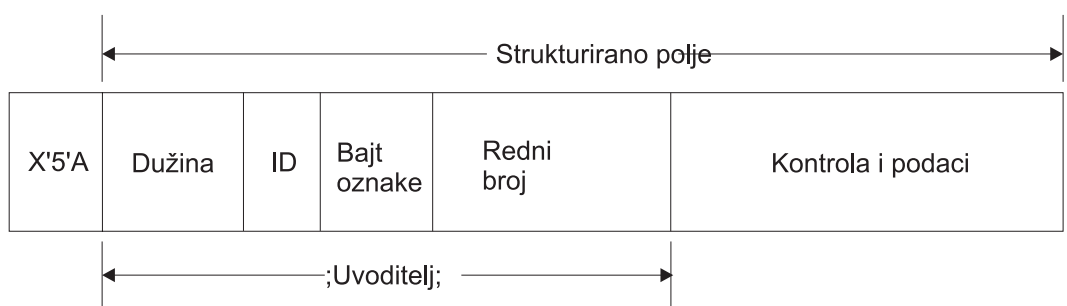 Strukturirano polje
X'5'A
Dužina
ID
Bajt
oznake
Redni
broj
Kontrola i podaci
;Uvoditelj;